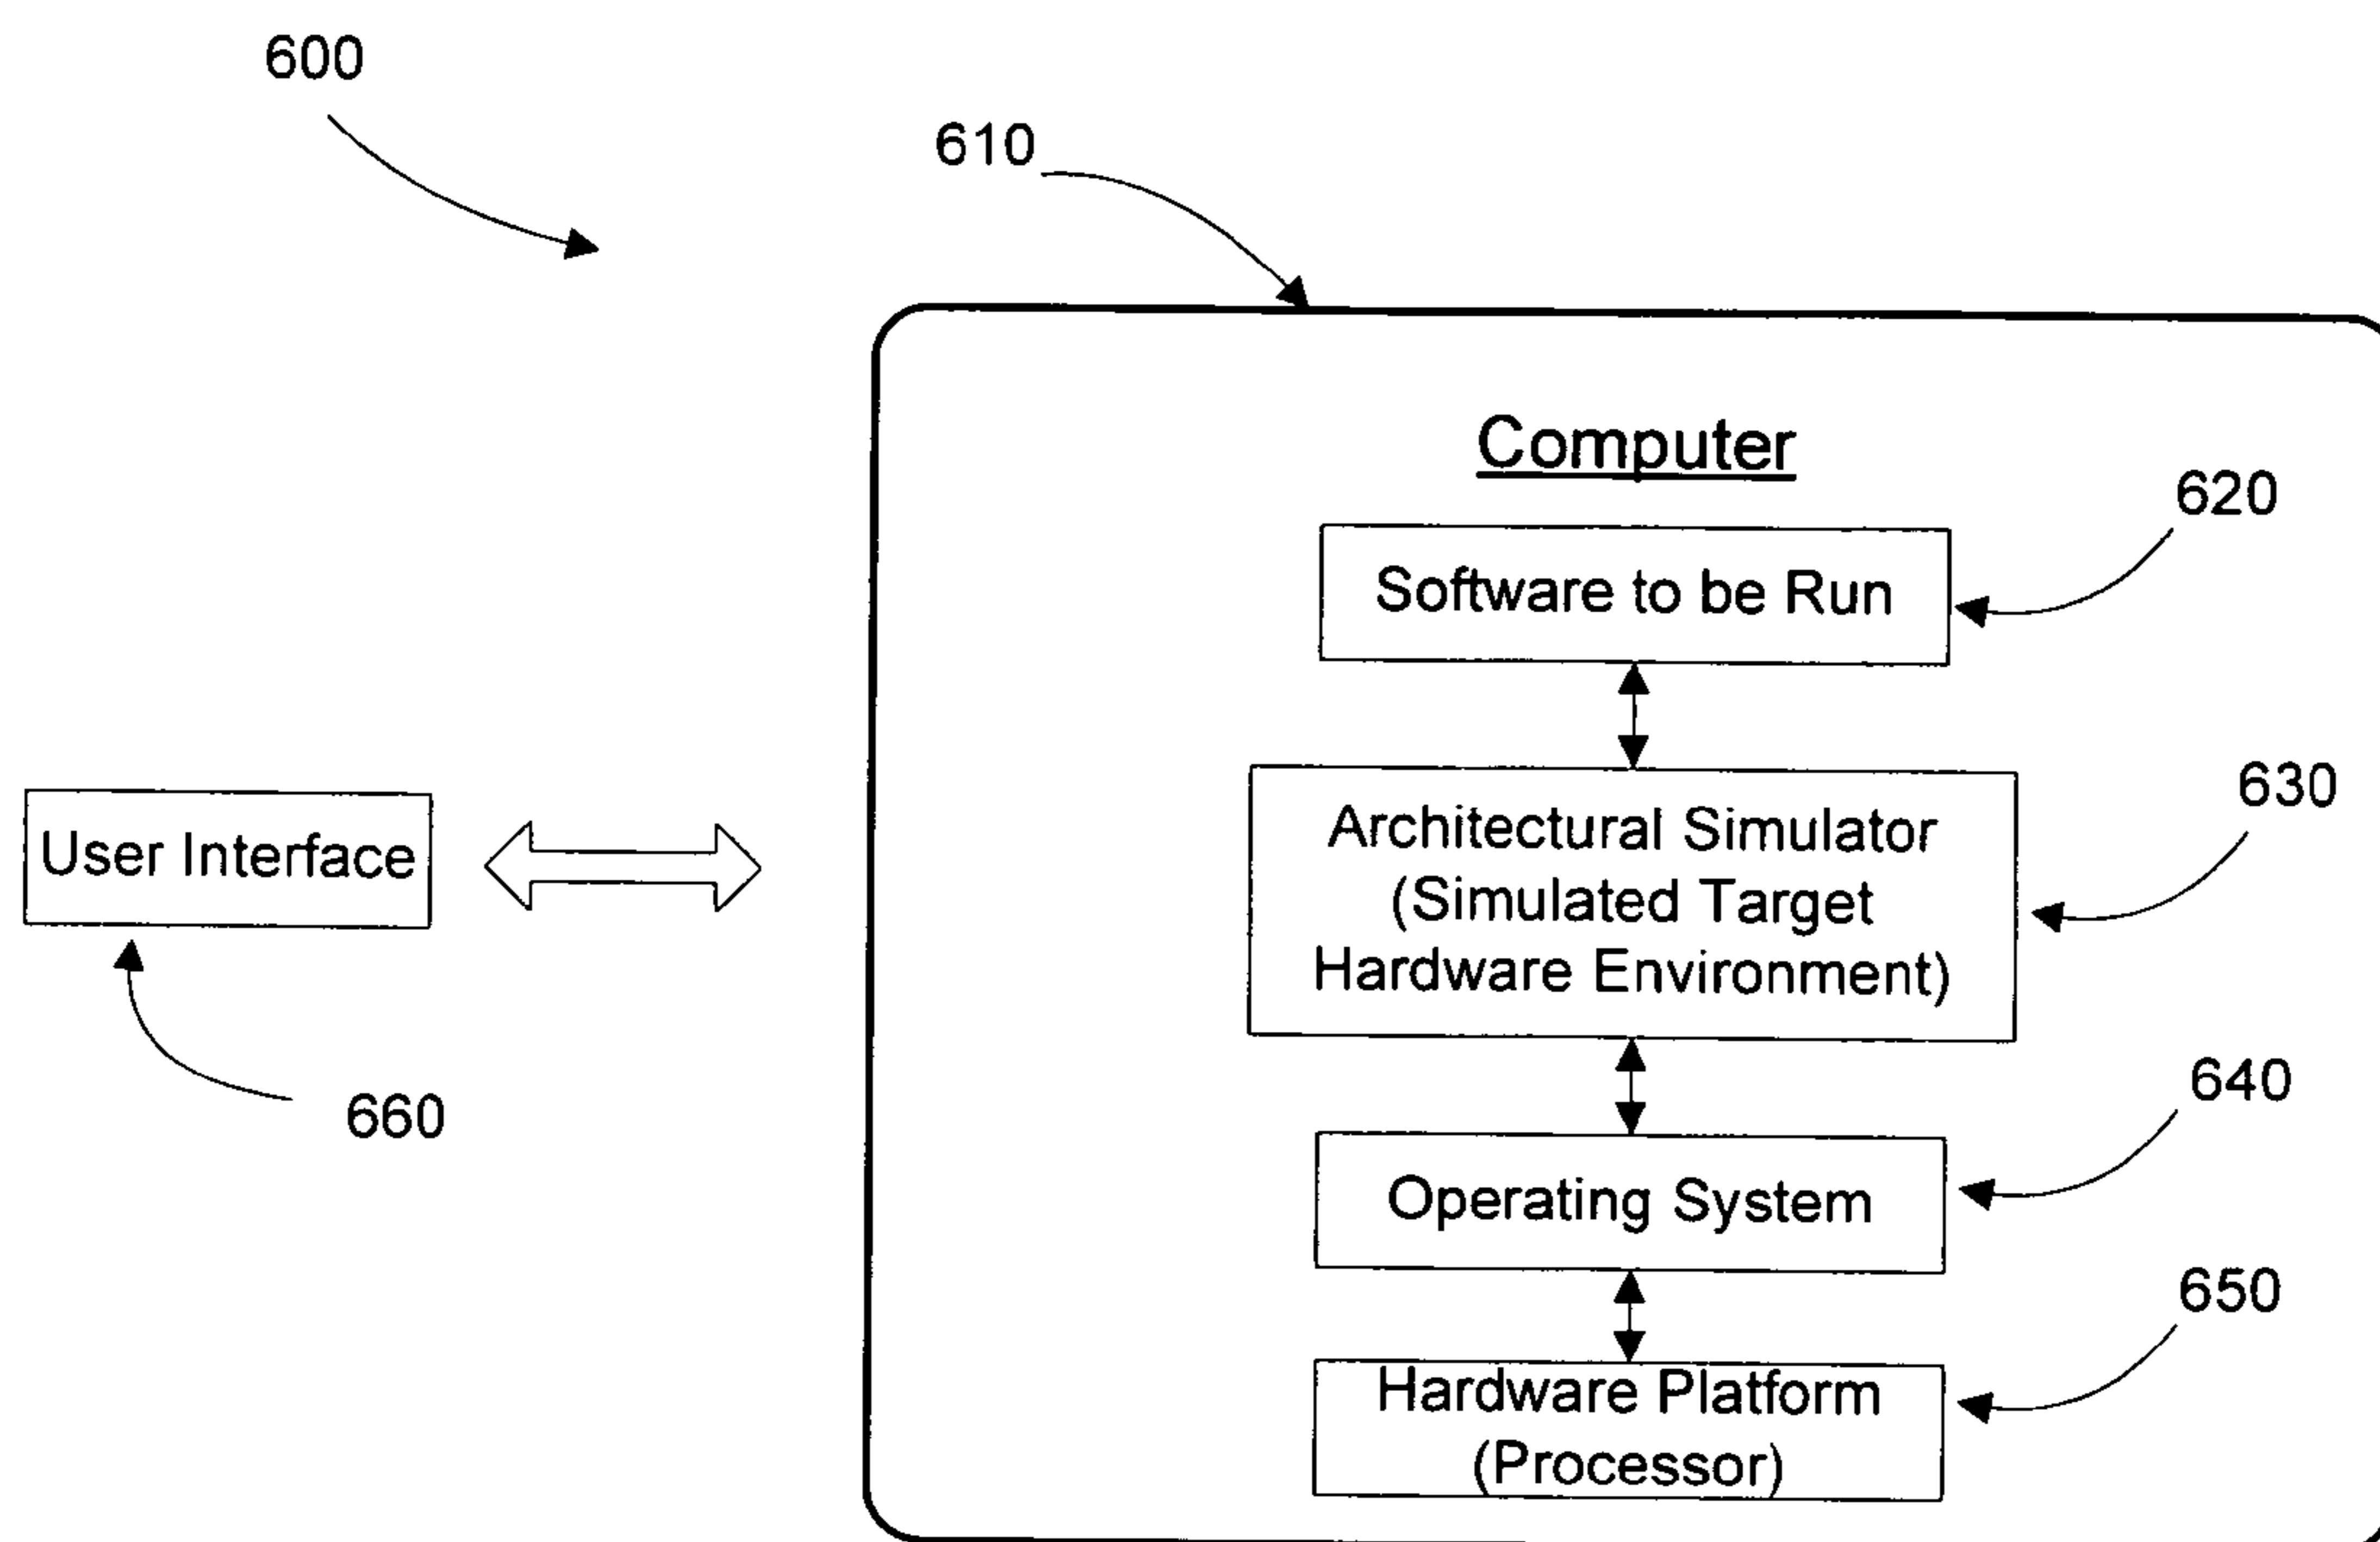 600
610
Computer
620
Software to be Run
630
Architectural Simulator
(Simulated Target
Hardware Environment)
User Interface
660
640
Operating System
650
Hardware Platform
(Processor)